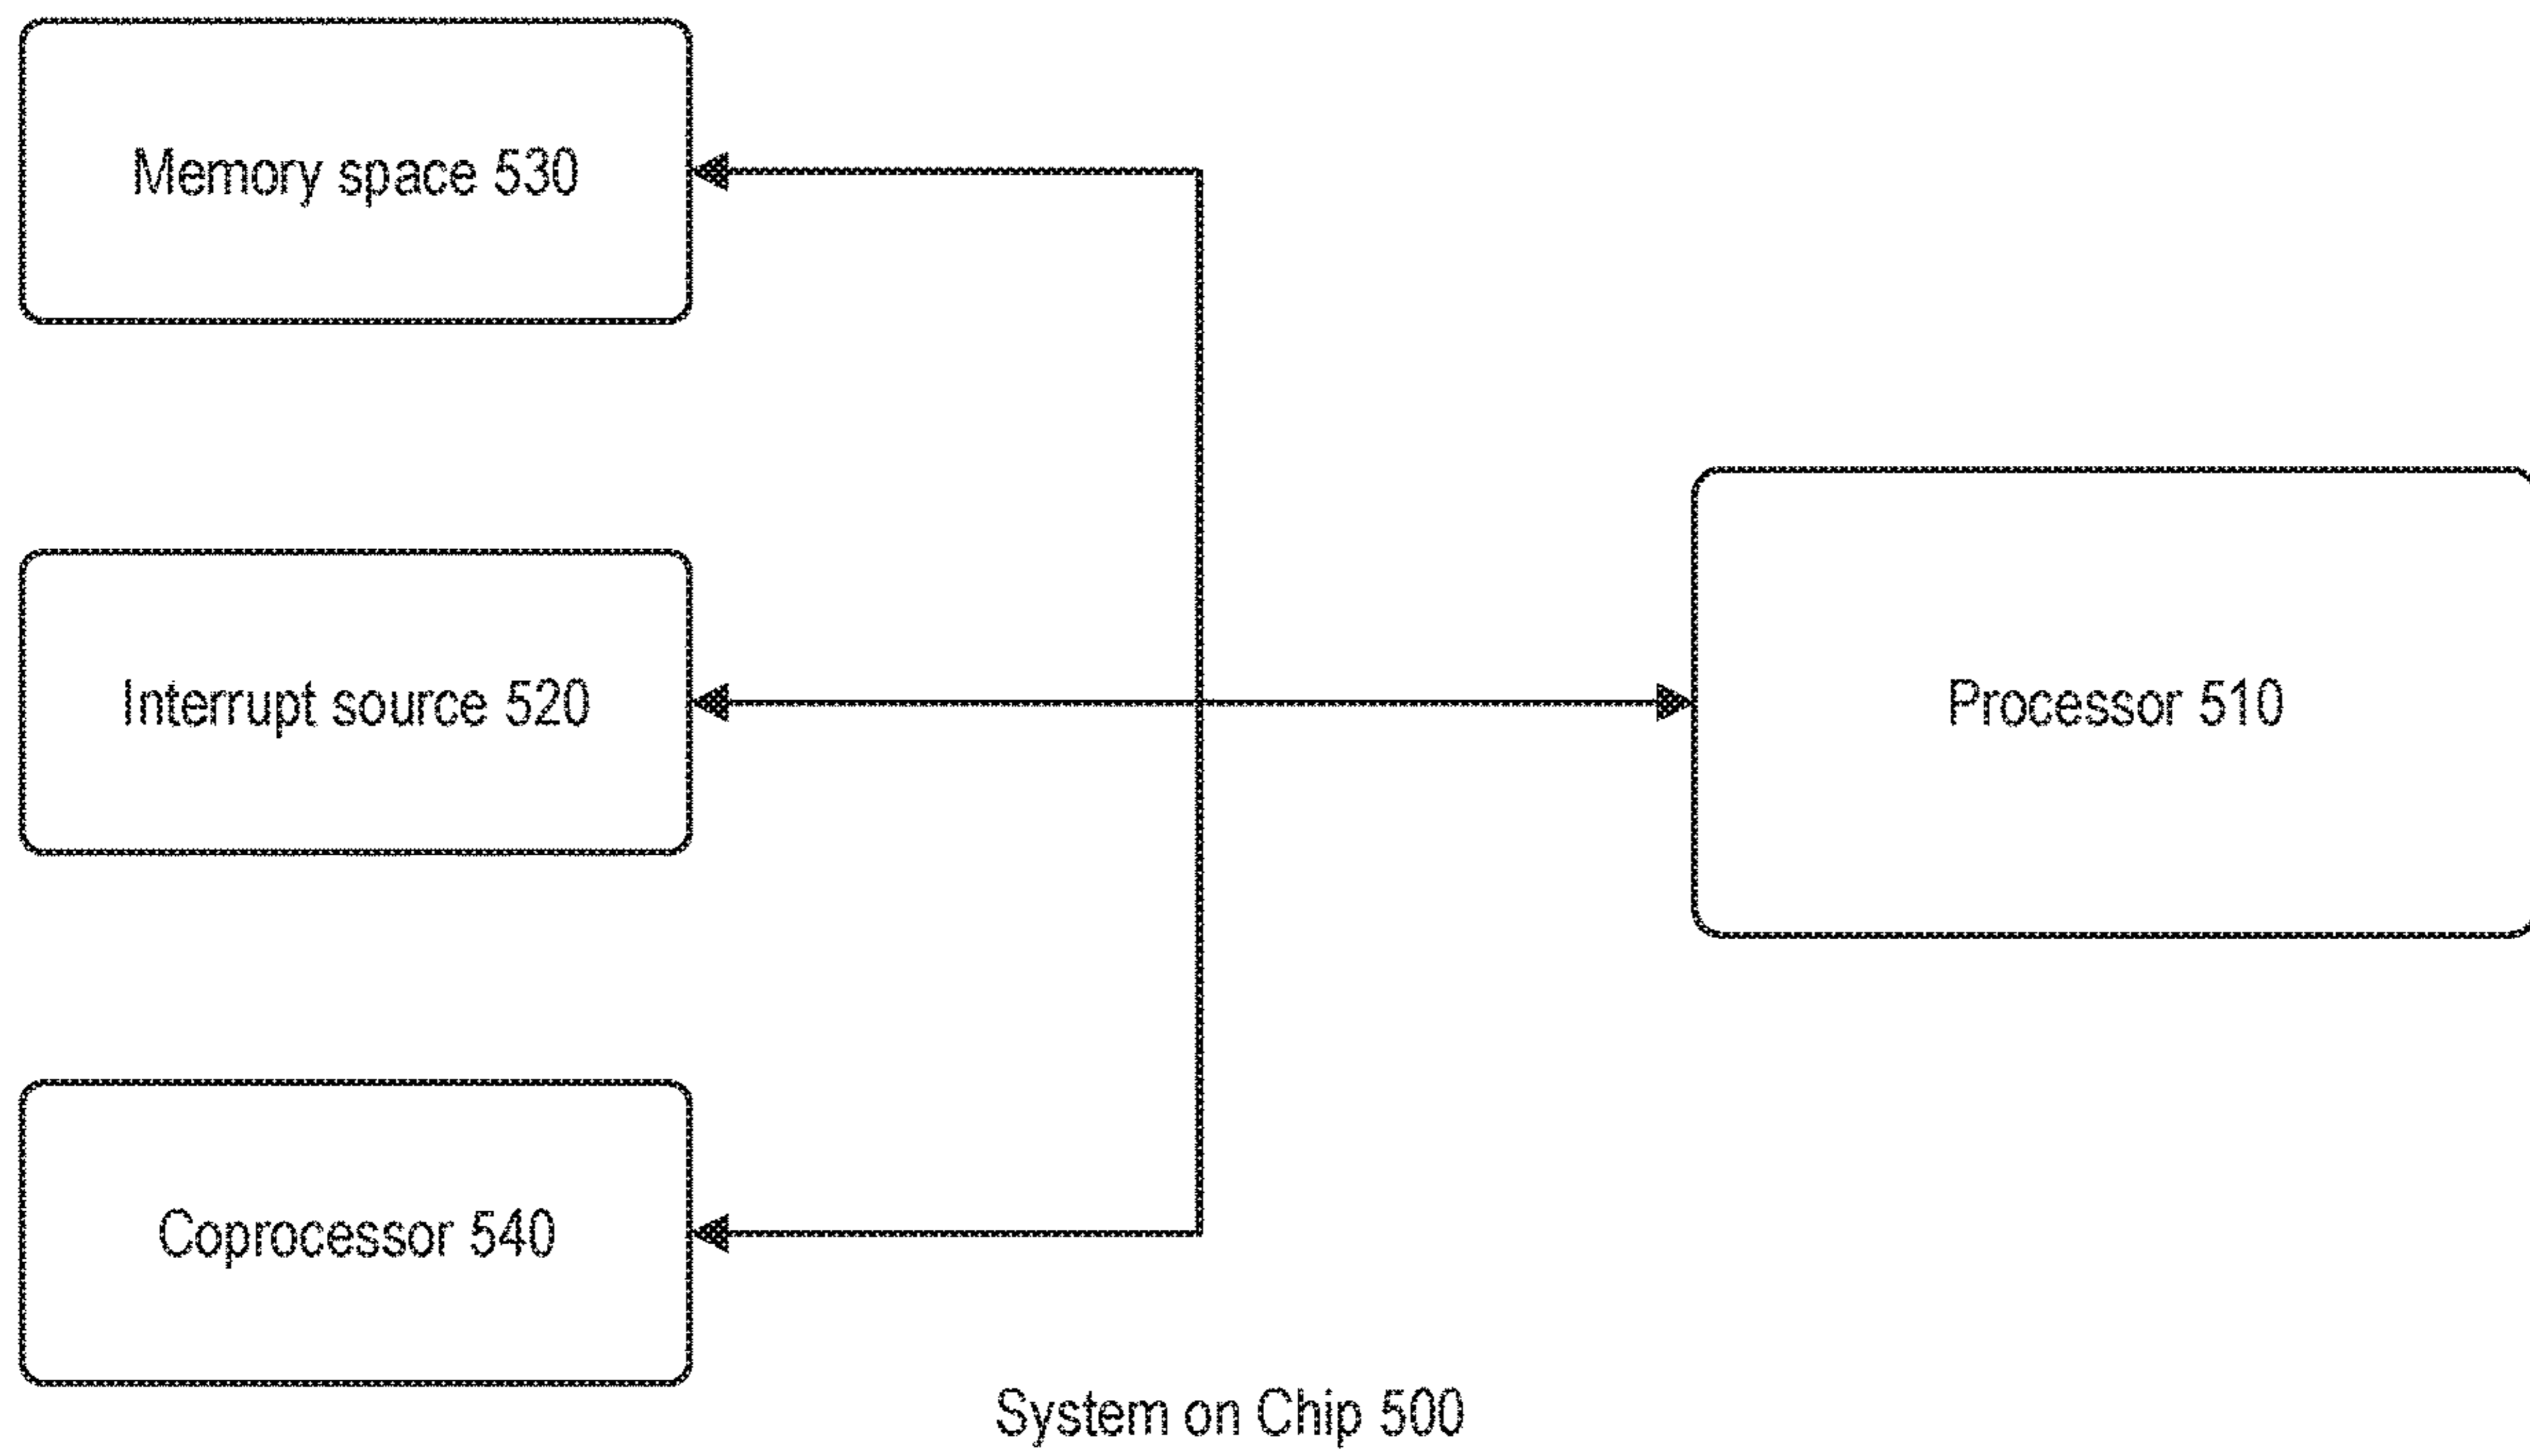 Memory space 530
Interrupt source 520
Processor 510
Coprocessor 540
System on Chip 500